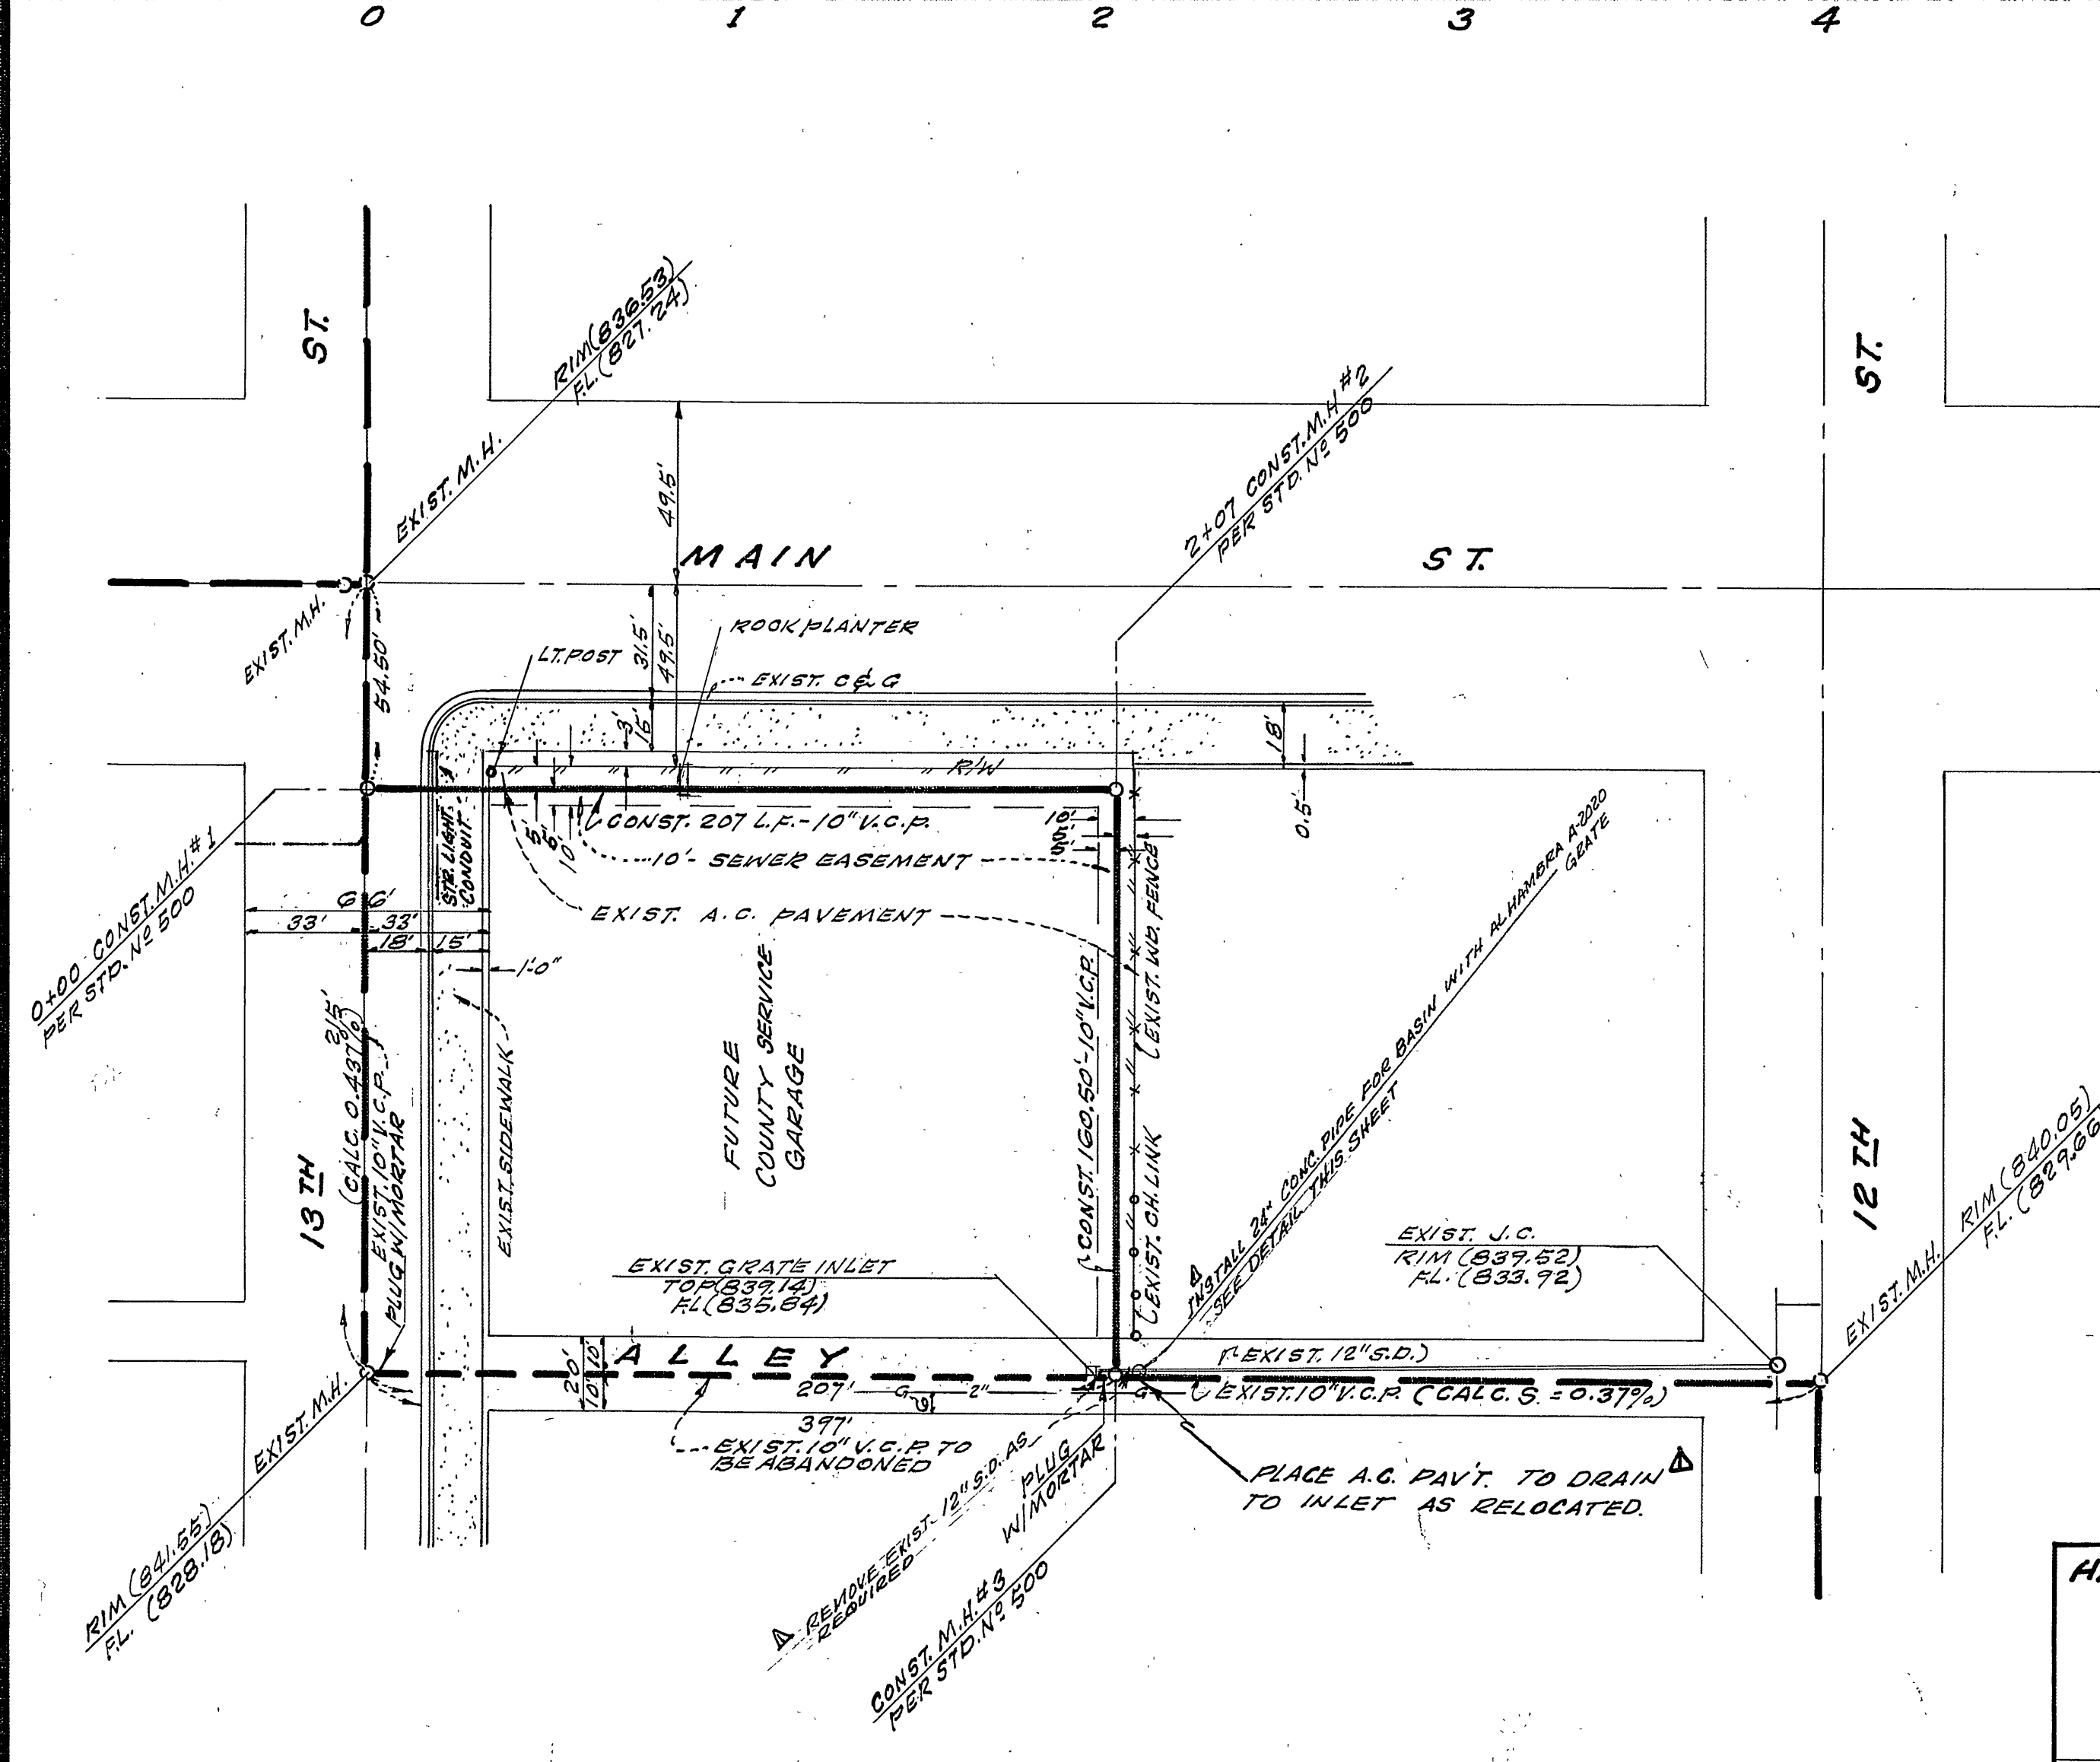 0 1 2 3 4
ST.
RIM (836.53)
F.L. (827.24)
EXIST. M.H.
49.5'
2+07 CONST. M.H. #2
PER STD. Nº 500
ST.
MAIN ST.
EXIST. M.H.
54.50'
LT. POST
31.5'
49.5'
ROCK PLANTER
EXIST. C & G
3'
15'
18'
R/W
0.5'
0+00 CONST. M.H. #1
PER STD. Nº 500
STR. LIGHT
CONDUIT
5'
5'
10'
CONST. 207 L.F. - 10" V.C.P.
10'
5'
5'
10' - SEWER EASEMENT
EXIST. A.C. PAVEMENT
66'
33' 33'
18' 15'
1'-0"
215'
(CALC. 0.437%)
EXIST. 10" V.C.P.
PLUG W/MORTAR
13TH
EXIST. SIDEWALK
FUTURE
COUNTY SERVICE
GARAGE
CONST. 160.50' - 10" V.C.P.
EXIST. WD. FENCE
EXIST. CH. LINK
INSTALL 24" CONC. PIPE FOR BASIN WITH ALHAMBRA A-2020
GRATE
SEE DETAIL THIS SHEET
12TH
RIM (840.05)
F.L. (829.66
EXIST. M.H.
EXIST. GRATE INLET
TOP (839.14)
F.L. (835.84)
EXIST. J.C.
RIM (839.52)
F.L. (833.92)
ALLEY
20'
10' 10'
EXIST. 12" S.D.)
207'
G 2" G
EXIST. 10" V.C.P. (CALC. S. = 0.37%)
397'
EXIST. 10" V.C.P. TO
BE ABANDONED
EXIST. M.H.
RIM (841.55)
F.L. (828.18)
REMOVE EXIST. 12" S.D. AS
REQUIRED
PLUG
W/MORTAR
CONST. M.H. #3
PER STD. Nº 500
PLACE A.C. PAV'T. TO DRAIN
TO INLET AS RELOCATED.
H.